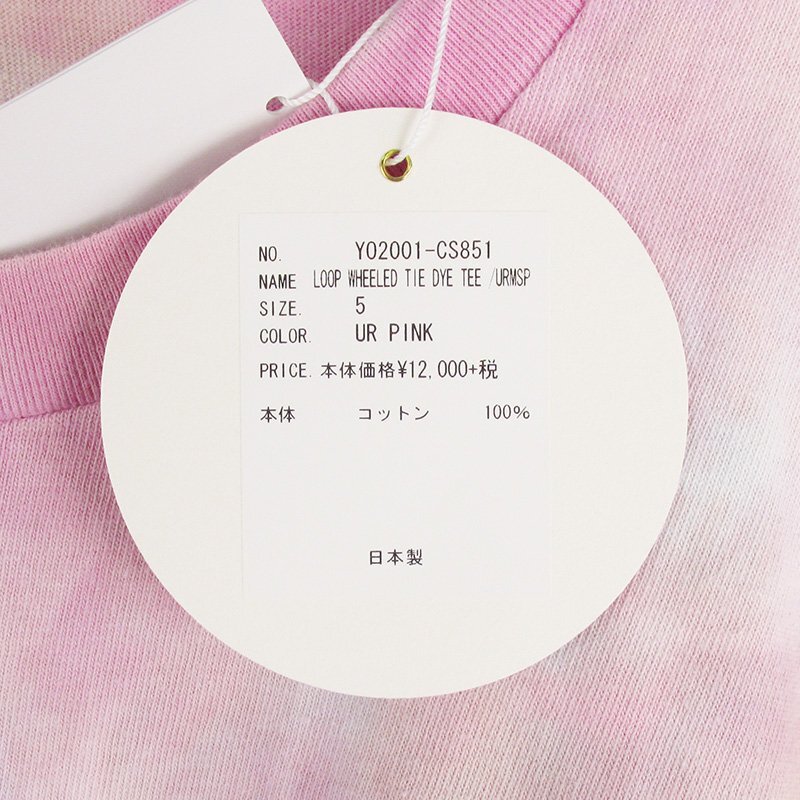 NO. YO2001-CS851
NAME LOOP WHEELED TIE DYE TEE /URMSP
SIZE. 5
COLOR. UR PINK
PRICE. 本体価格¥12,000+税
本体 コットン 100%
日本製